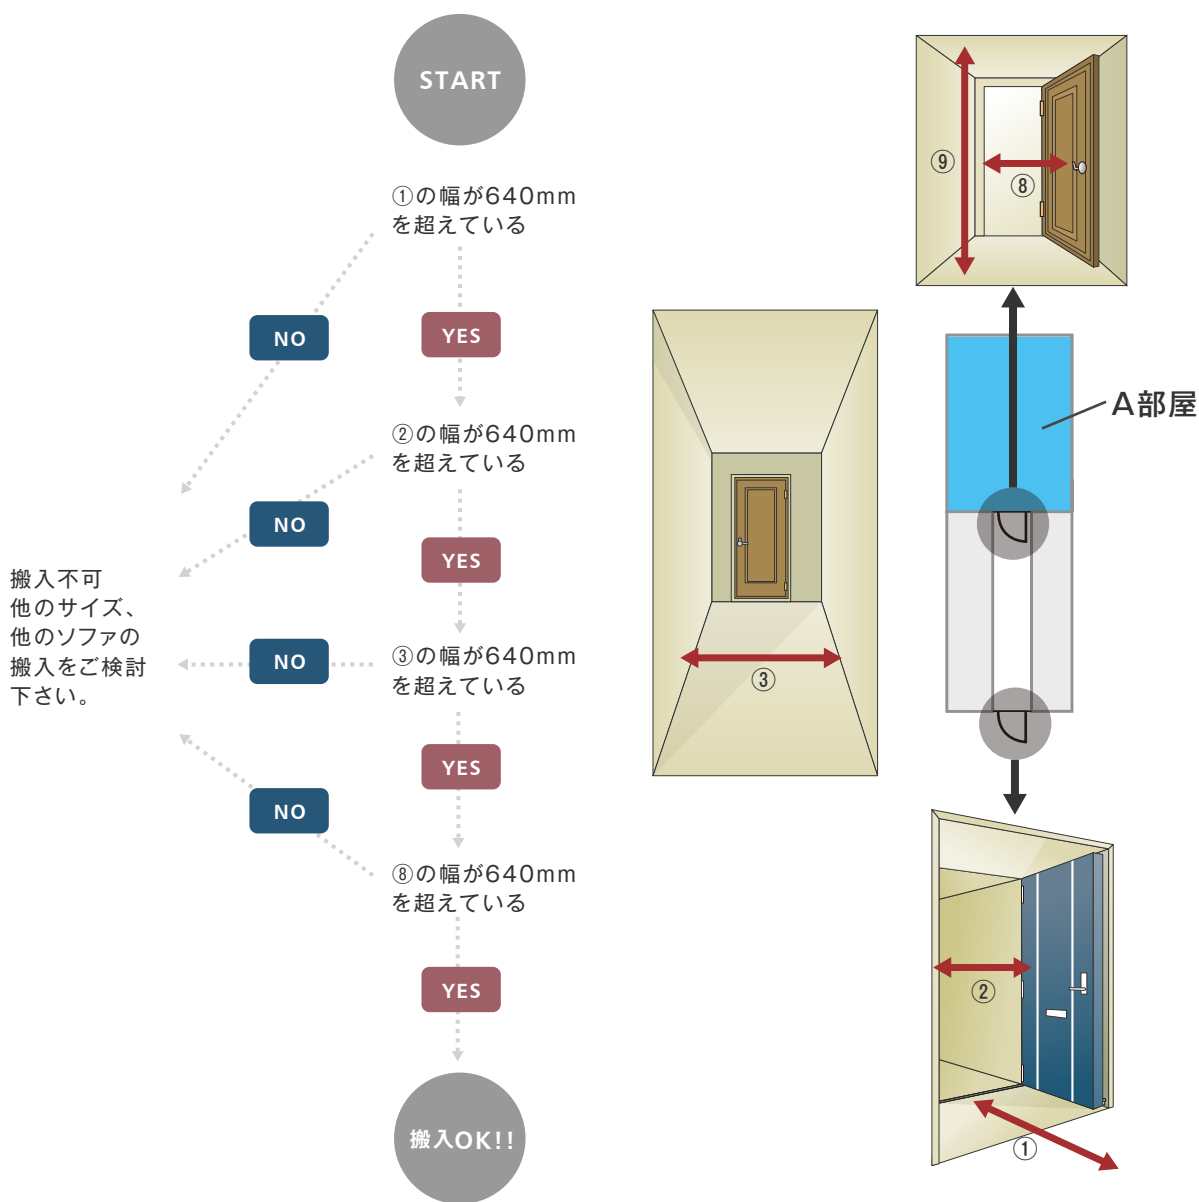 START
①の幅が640mm
を超えている
NO
YES
②の幅が640mm
を超えている
NO
YES
搬入不可
他のサイズ、
他のソファの
搬入をご検討
下さい。
③の幅が640mm
を超えている
NO
YES
⑧の幅が640mm
を超えている
NO
YES
搬入OK!!
③
⑨
⑧
A部屋
②
①